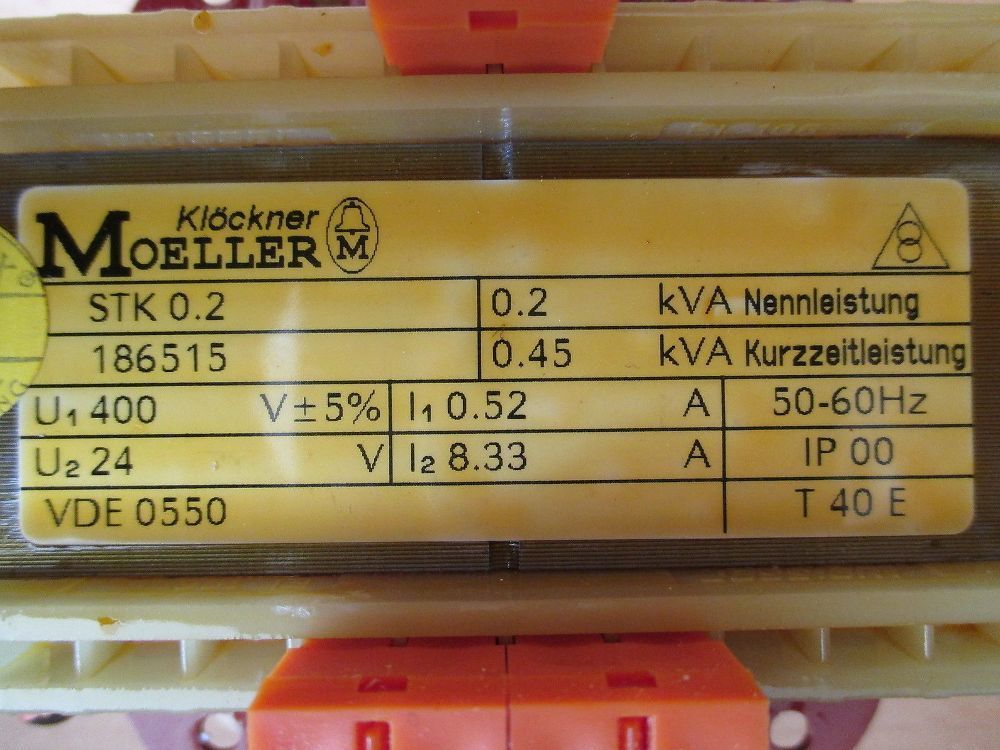 Klöckner
MOELLER M
STK 0.2 0.2 kVA Nennleistung
186515 0.45 kVA Kurzzeitleistung
U₁ 400 V ± 5% I₁ 0.52 A 50-60Hz
U₂ 24 V I₂ 8.33 A IP 00
VDE 0550 T 40 E